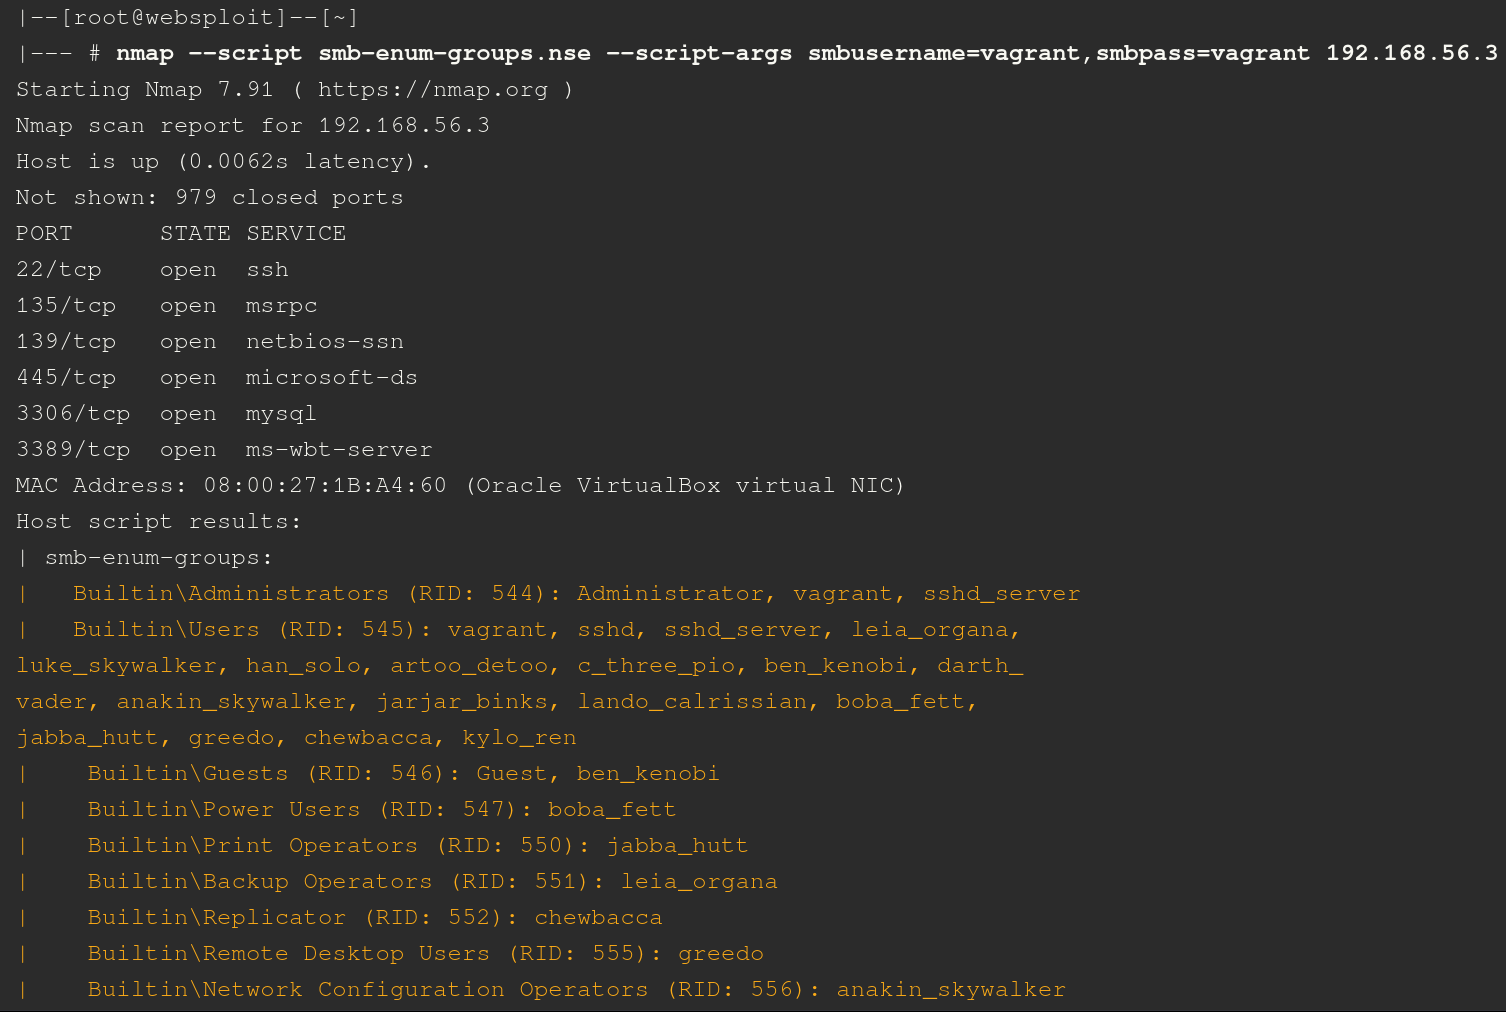 |--[root@websploit]--[~]
|--- # nmap --script smb-enum-groups.nse --script-args smbusername=vagrant,smbpass=vagrant 192.168.56.3
Starting Nmap 7.91 ( https://nmap.org )
Nmap scan report for 192.168.56.3
Host is up (0.0062s latency).
Not shown: 979 closed ports
PORT      STATE SERVICE
22/tcp    open  ssh
135/tcp   open  msrpc
139/tcp   open  netbios-ssn
445/tcp   open  microsoft-ds
3306/tcp  open  mysql
3389/tcp  open  ms-wbt-server
MAC Address: 08:00:27:1B:A4:60 (Oracle VirtualBox virtual NIC)
Host script results:
| smb-enum-groups:
|   Builtin\Administrators (RID: 544): Administrator, vagrant, sshd_server
|   Builtin\Users (RID: 545): vagrant, sshd, sshd_server, leia_organa,
luke_skywalker, han_solo, artoo_detoo, c_three_pio, ben_kenobi, darth_
vader, anakin_skywalker, jarjar_binks, lando_calrissian, boba_fett,
jabba_hutt, greedo, chewbacca, kylo_ren
|    Builtin\Guests (RID: 546): Guest, ben_kenobi
|    Builtin\Power Users (RID: 547): boba_fett
|    Builtin\Print Operators (RID: 550): jabba_hutt
|    Builtin\Backup Operators (RID: 551): leia_organa
|    Builtin\Replicator (RID: 552): chewbacca
|    Builtin\Remote Desktop Users (RID: 555): greedo
|    Builtin\Network Configuration Operators (RID: 556): anakin_skywalker